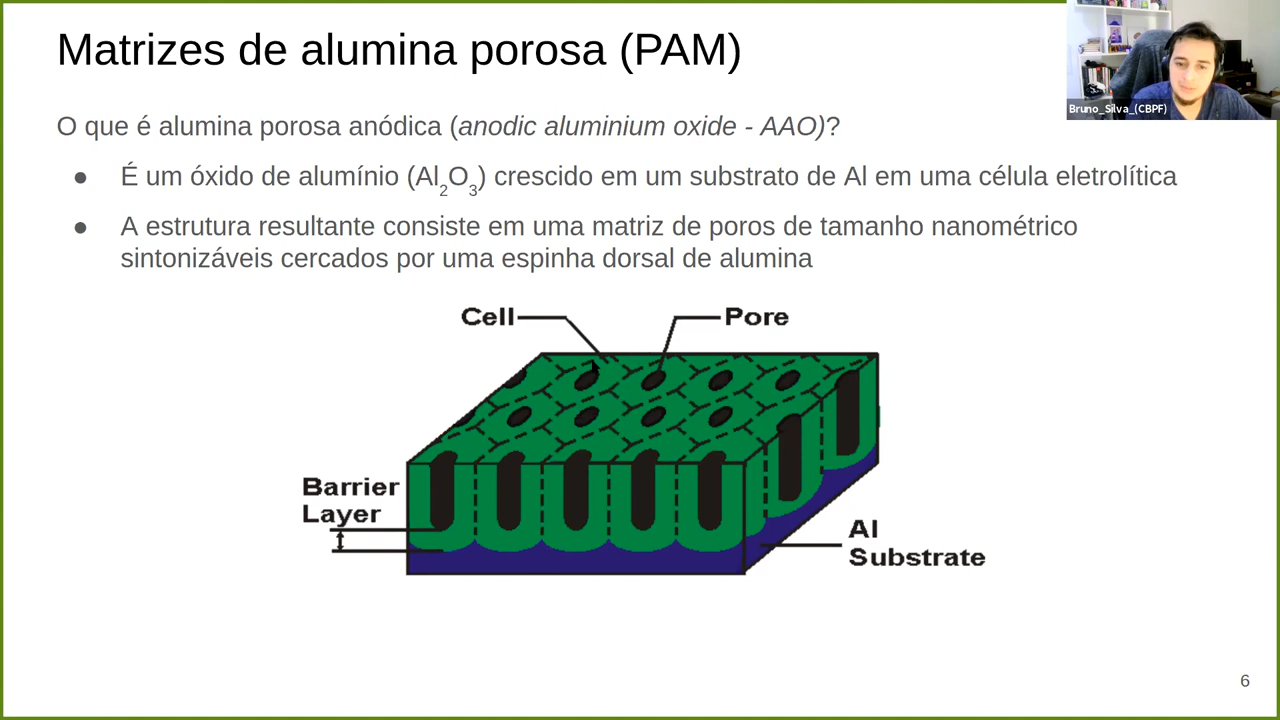 Matrizes de alumina porosa (PAM)
Bruno_Silva_(CBPF)
O que é alumina porosa anódica (anodic aluminium oxide - AAO)?
● É um óxido de alumínio (Al2O3) crescido em um substrato de Al em uma célula eletrolítica
● A estrutura resultante consiste em uma matriz de poros de tamanho nanométrico
sintonizáveis cercados por uma espinha dorsal de alumina
Cell
Pore
Barrier
Layer
Al
Substrate
6